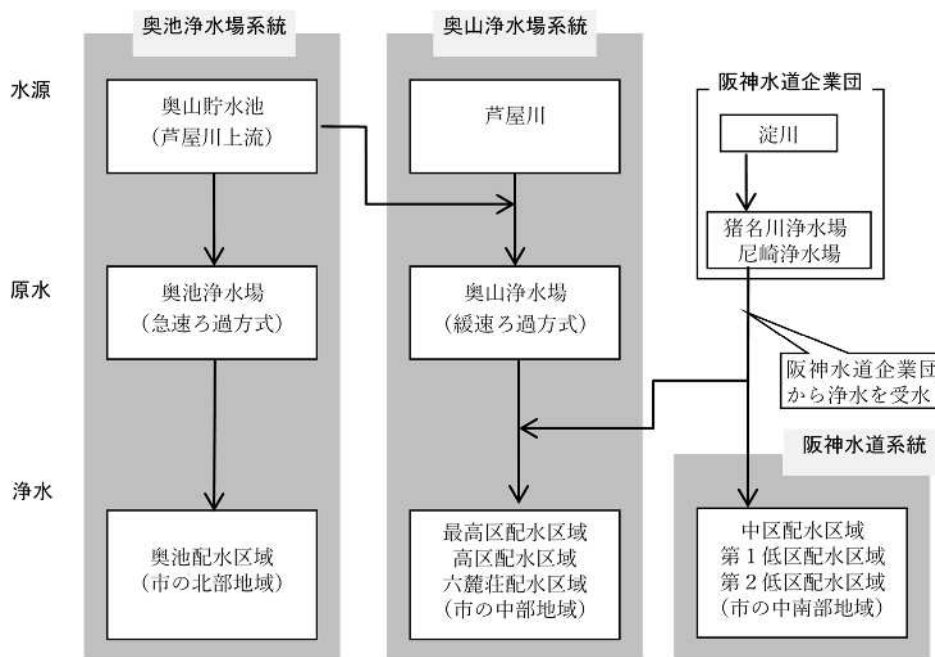 奥池浄水場系統
奥山浄水場系統
水源
奥山貯水池
（芦屋川上流）
芦屋川
阪神水道企業団
淀川
猪名川浄水場
尼崎浄水場
原水
奥池浄水場
（急速ろ過方式）
奥山浄水場
（緩速ろ過方式）
阪神水道企業団
から浄水を受水
阪神水道系統
浄水
奥池配水区域
（市の北部地域）
最高区配水区域
高区配水区域
六麓荘配水区域
（市の中部地域）
中区配水区域
第１低区配水区域
第２低区配水区域
（市の中南部地域）